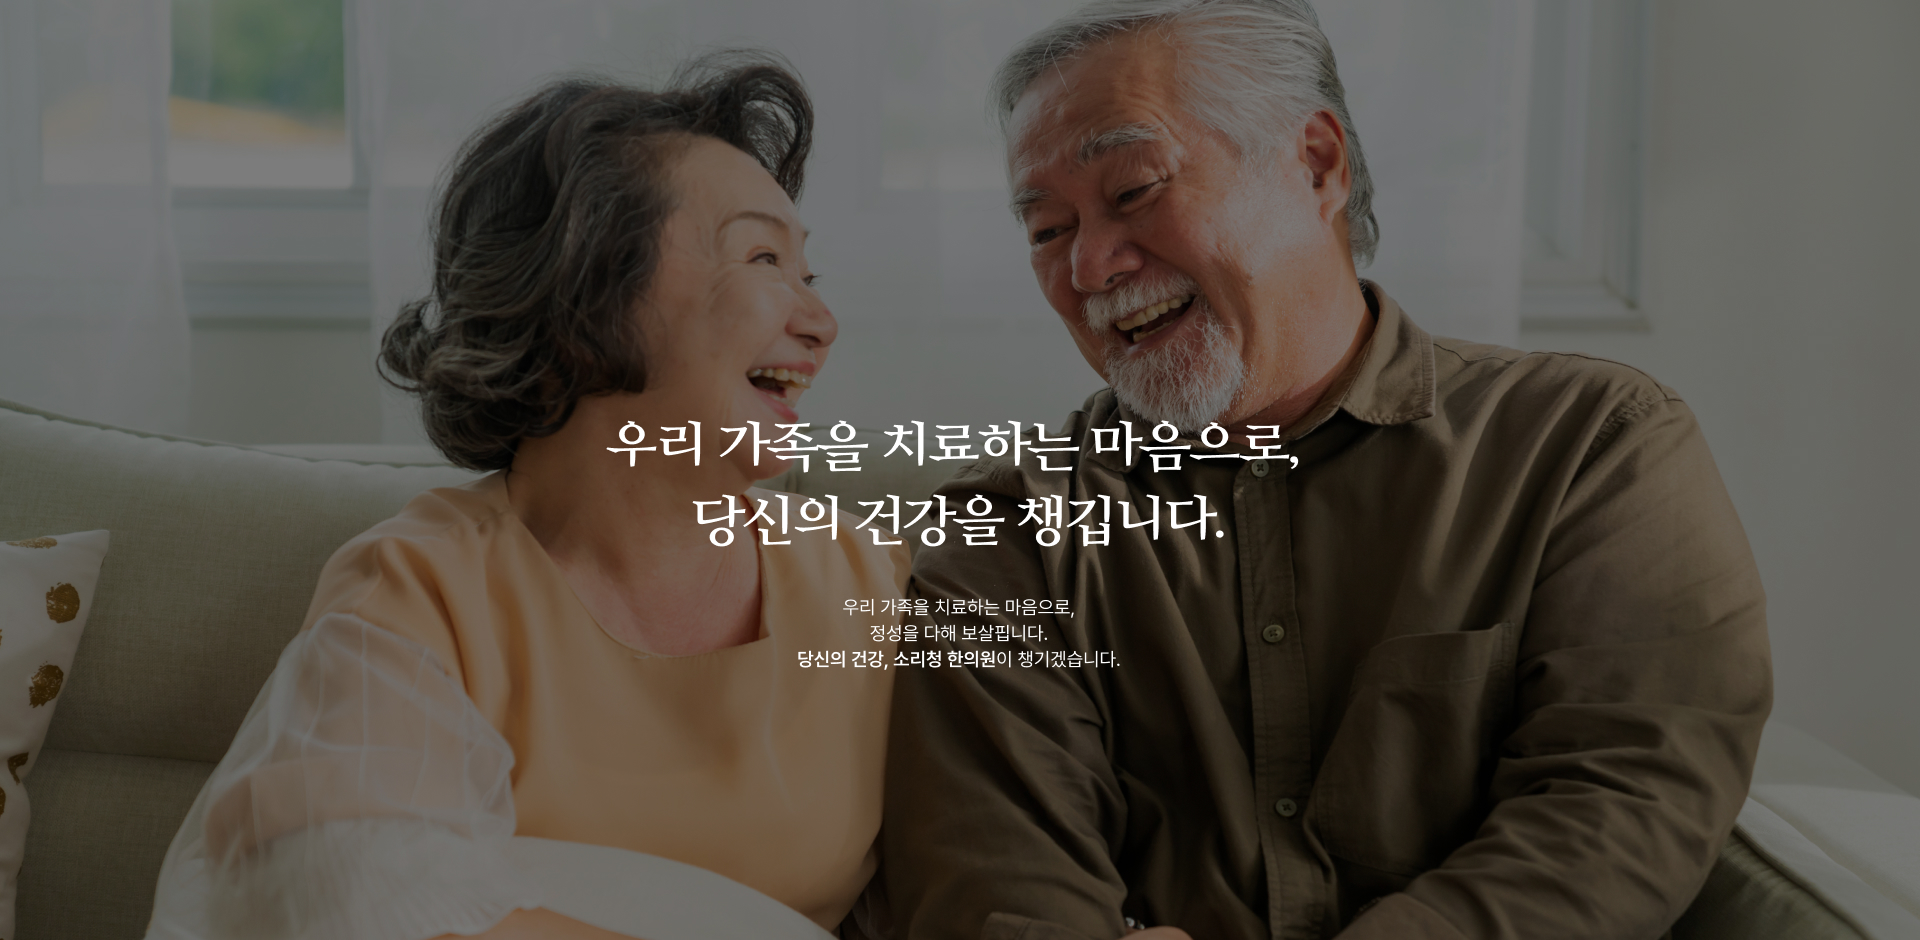 우리 가족을 치료하는 마음으로,
당신의 건강을 챙깁니다.
우리 가족을 치료하는 마음으로,
정성을 다해 보살핍니다.
당신의 건강, 소리청 한의원이 챙기겠습니다.